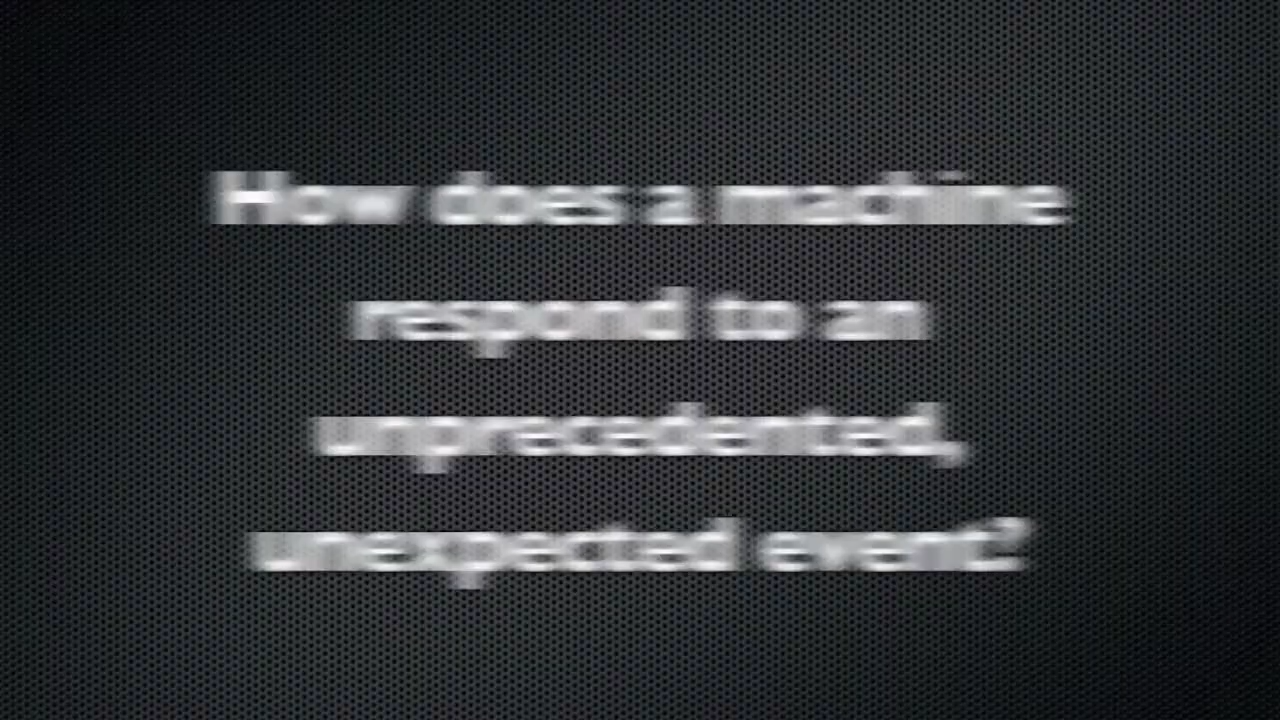 How does a machine
respond to an
unprecedented,
unexpected event?